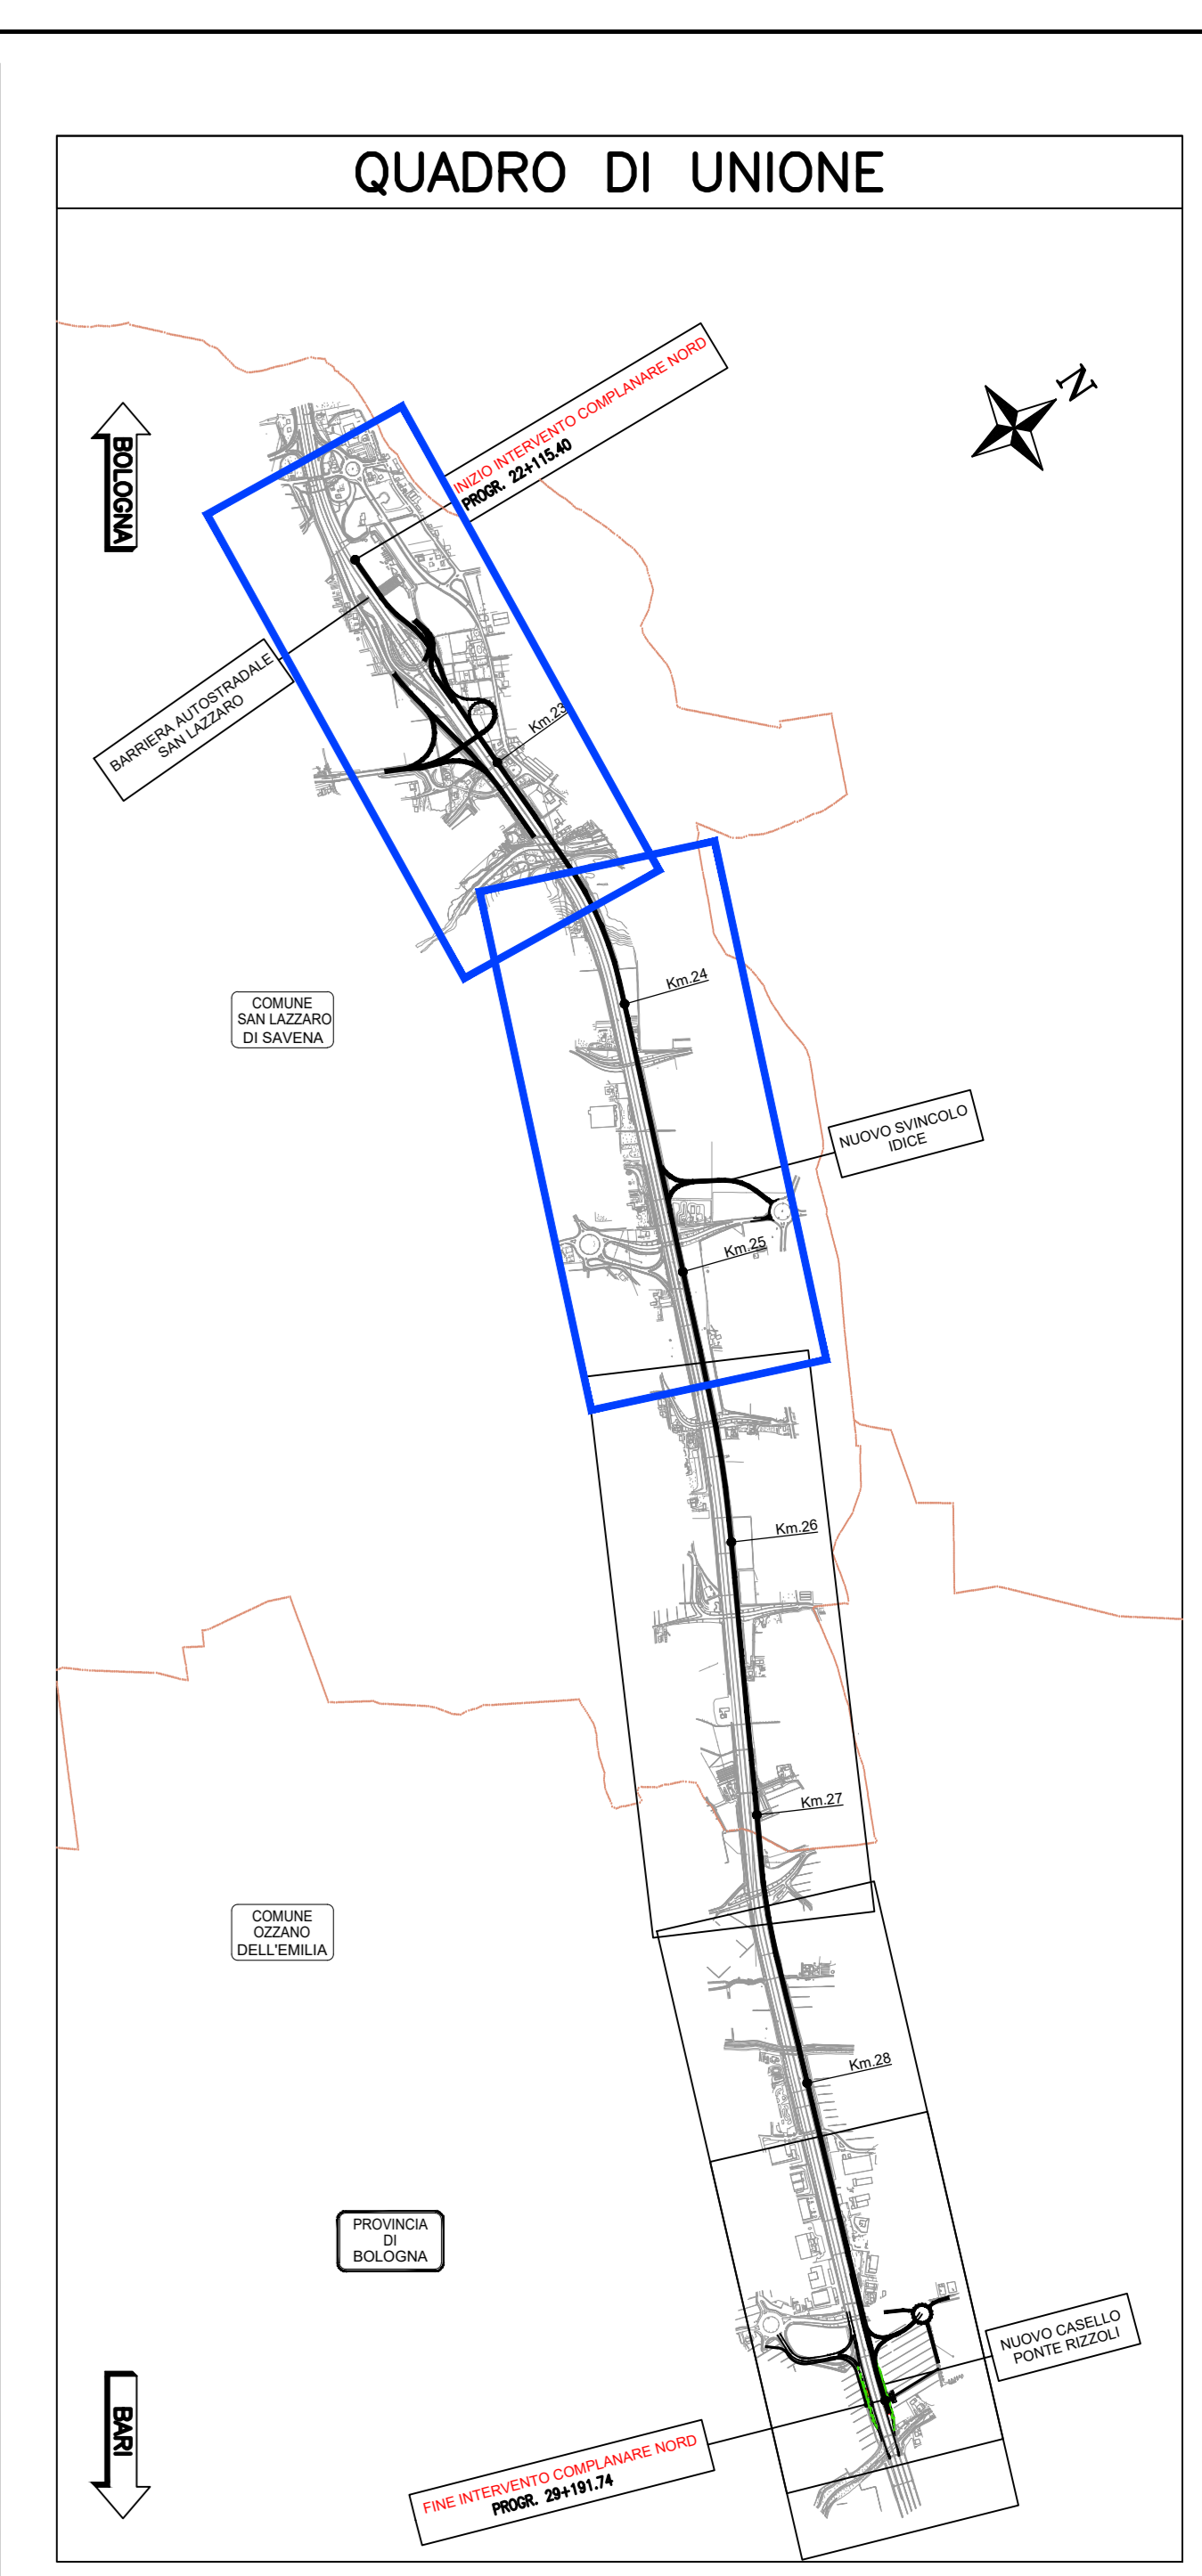 QUADRO DI UNIONE
INIZIO INTERVENTO COMPLANARE NORD
PROGR. 22+115.40
N
BOLOGNA
BARRIERA AUTOSTRADALE
SAN LAZZARO
Km.23
Km.24
COMUNE
SAN LAZZARO
DI SAVENA
NUOVO SVINCOLO
IDICE
Km.25
Km.26
Km.27
COMUNE
OZZANO
DELL'EMILIA
Km.28
PROVINCIA
DI
BOLOGNA
NUOVO CASELLO
PONTE RIZZOLI
BARI
FINE INTERVENTO COMPLANARE NORD
PROGR. 29+191.74